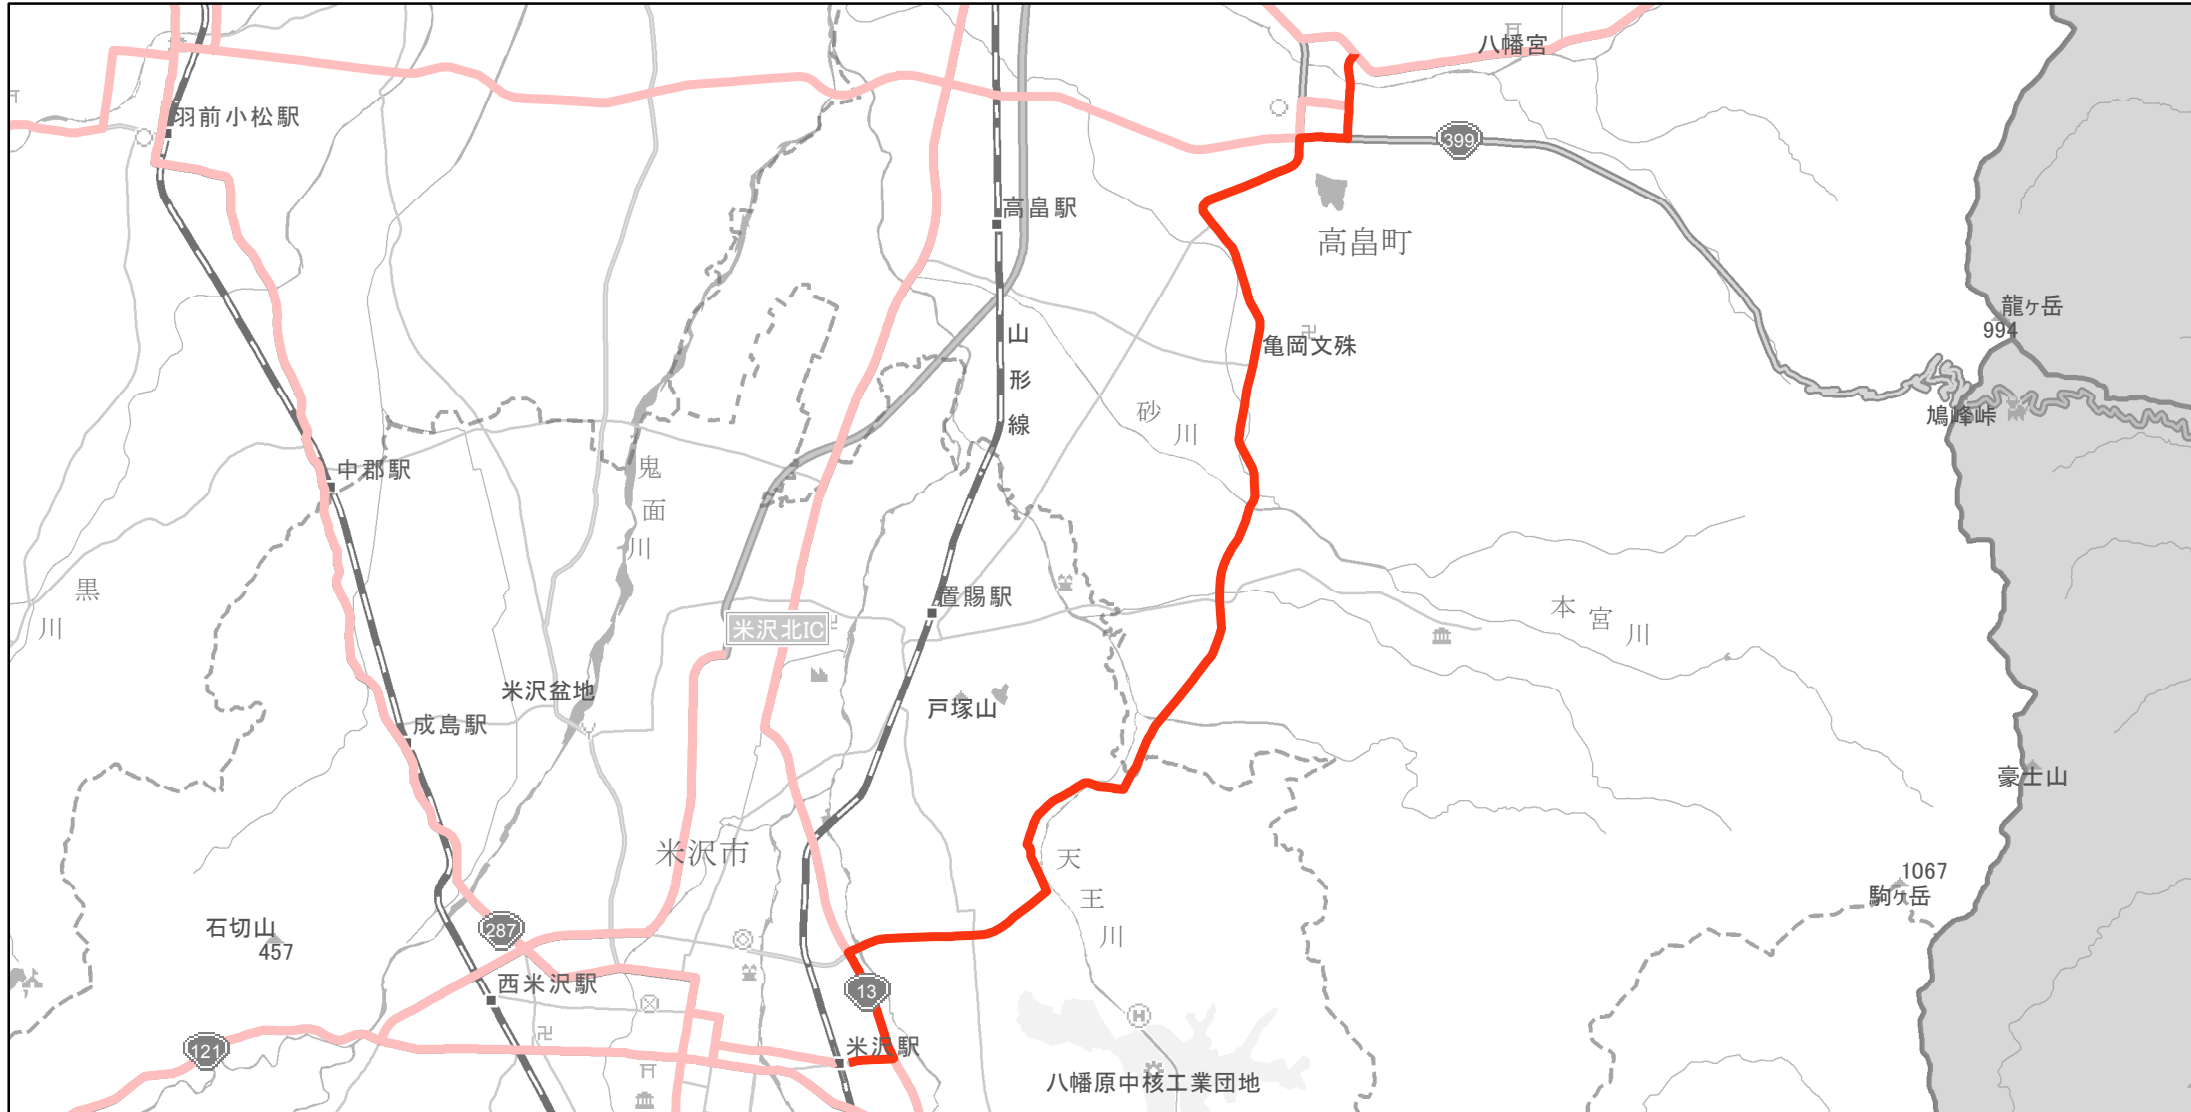 八幡宮
羽前小松駅
399
高畠駅
高畠町
龍ヶ岳
994
山形線
亀岡文殊
砂川
鳩峰峠
中郡駅
鬼面川
黒川
置賜駅
米沢北IC
本宮川
米沢盆地
戸塚山
成島駅
豪士山
米沢市
天王川
1067
駒ヶ岳
石切山
457
287
西米沢駅
13
121
米沢駅
八幡原中核工業団地
H